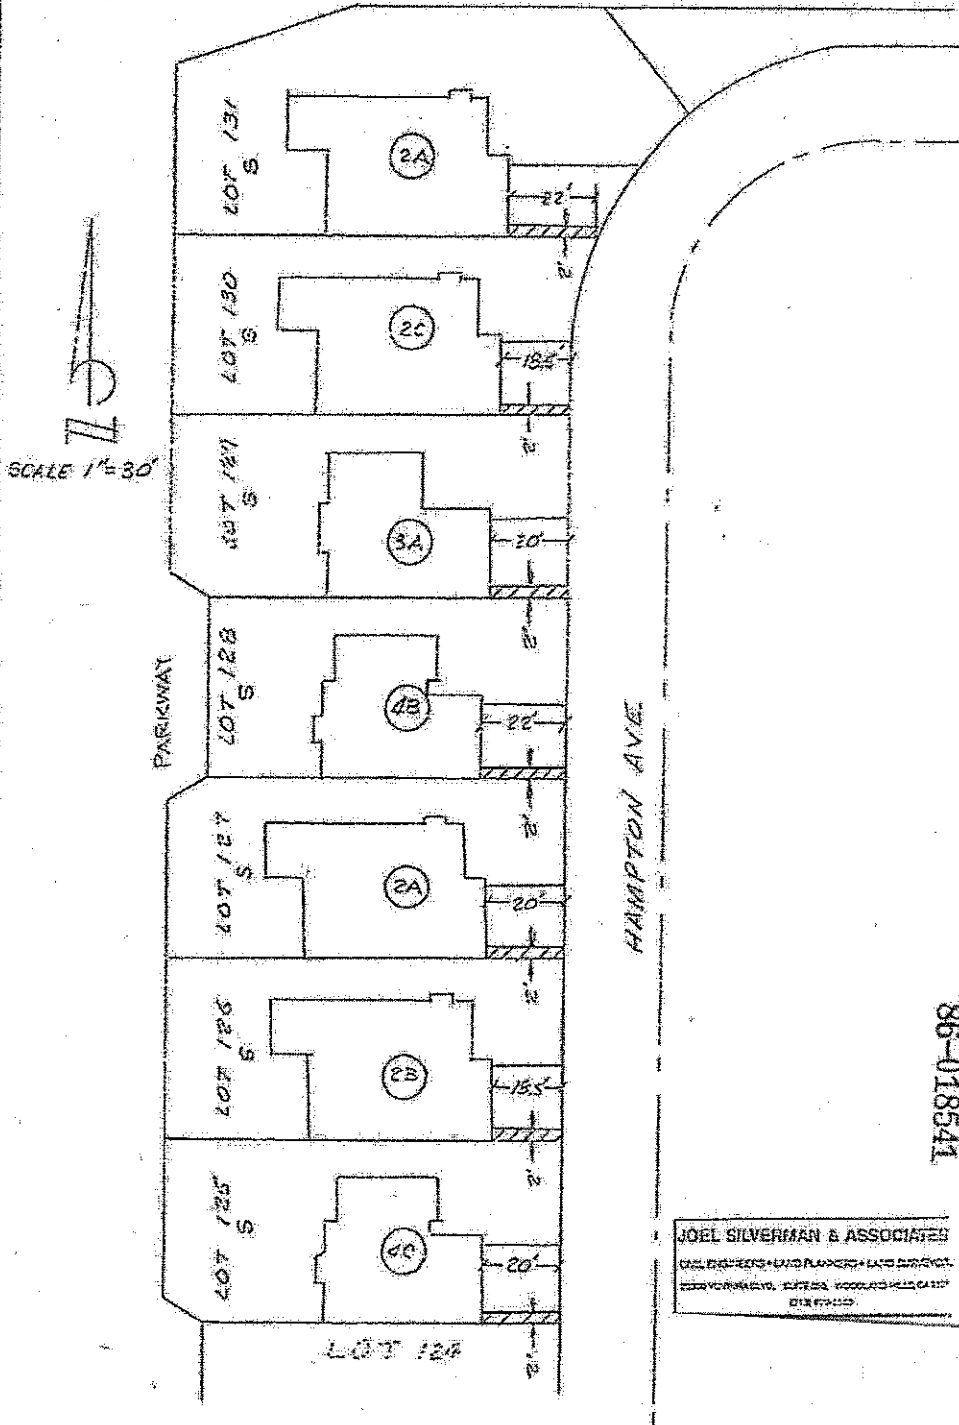 LOT 131
S
2A
22'
2'
LOT 130
S
2C
18.5'
2'
SCALE 1"=30'
LOT 129
S
3A
20'
2'
PARKWAY
LOT 128
S
4B
22'
2'
HAMPTON AVE.
LOT 127
S
2A
20'
2'
LOT 126
S
2B
18.5'
2'
86-018541
LOT 125
S
4C
20'
2'
JOEL SILVERMAN & ASSOCIATES
LOT 124